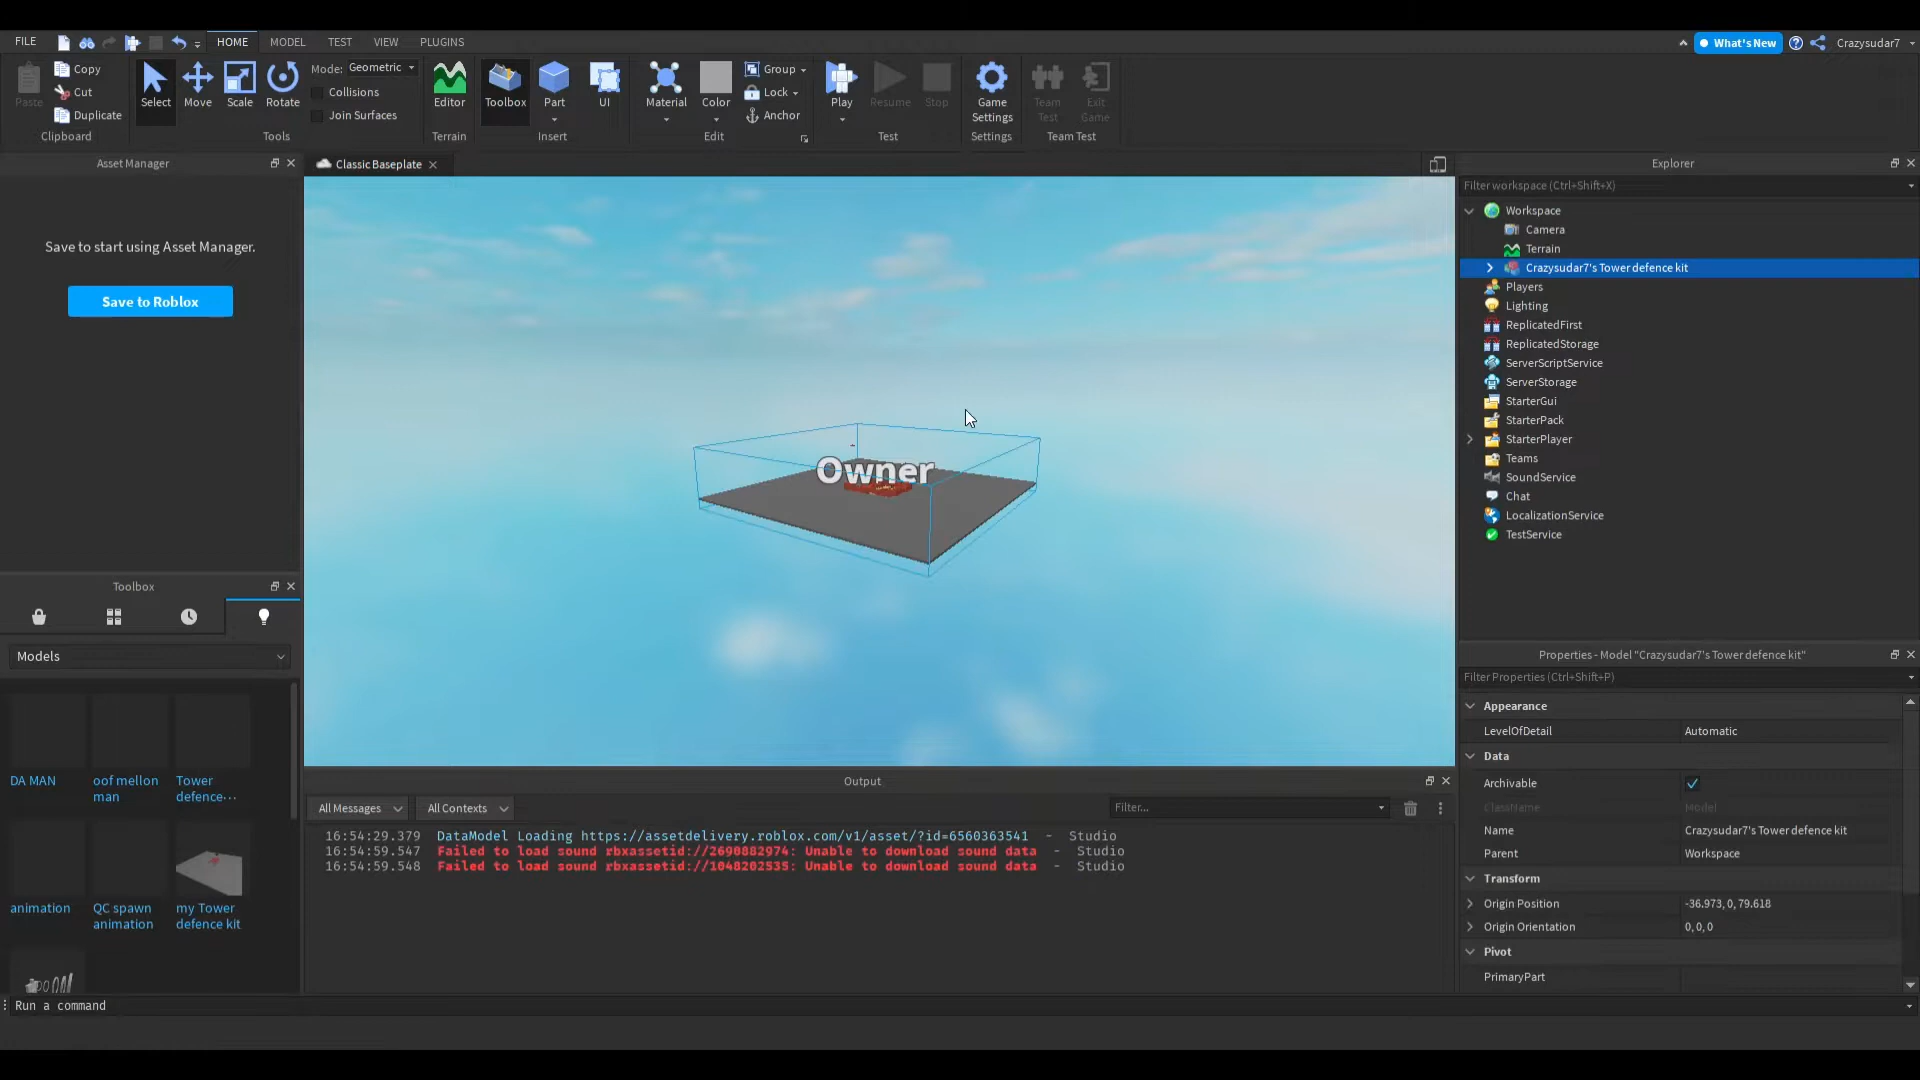 FILE HOME MODEL TEST VIEW PLUGINS What's New Crazysudar7
Paste
Copy
Cut
Duplicate
Clipboard
Select Move Scale Rotate
Mode: Geometric
Collisions
Join Surfaces
Tools
Editor
Terrain
Toolbox Part UI
Insert
Material Color
Group
Lock
Anchor
Edit
Play Resume Stop
Test
Game
Settings
Settings
Team
Test
Exit
Game
Team Test
Asset Manager
Save to start using Asset Manager.
Save to Roblox
Toolbox
Models
DA MAN
oof mellon
man
Tower
defence···
animation
QC spawn
animation
my Tower
defence kit
Classic Baseplate
Owner
Output
All Messages All Contexts Filter...
16:54:29.379 DataModel Loading https://assetdelivery.roblox.com/v1/asset/?id=6560363541 - Studio
16:54:59.547 Failed to load sound rbxassetid://2690882974: Unable to download sound data - Studio
16:54:59.548 Failed to load sound rbxassetid://1048202535: Unable to download sound data - Studio
Run a command
Explorer
Filter workspace (Ctrl+Shift+X)
Workspace
Camera
Terrain
Crazysudar7's Tower defence kit
Players
Lighting
ReplicatedFirst
ReplicatedStorage
ServerScriptService
ServerStorage
StarterGui
StarterPack
StarterPlayer
Teams
SoundService
Chat
LocalizationService
TestService
Properties - Model "Crazysudar7's Tower defence kit"
Filter Properties (Ctrl+Shift+P)
Appearance
LevelOfDetail Automatic
Data
Archivable
ClassName Model
Name Crazysudar7's Tower defence kit
Parent Workspace
Transform
Origin Position -36.973, 0, 79.618
Origin Orientation 0, 0, 0
Pivot
PrimaryPart